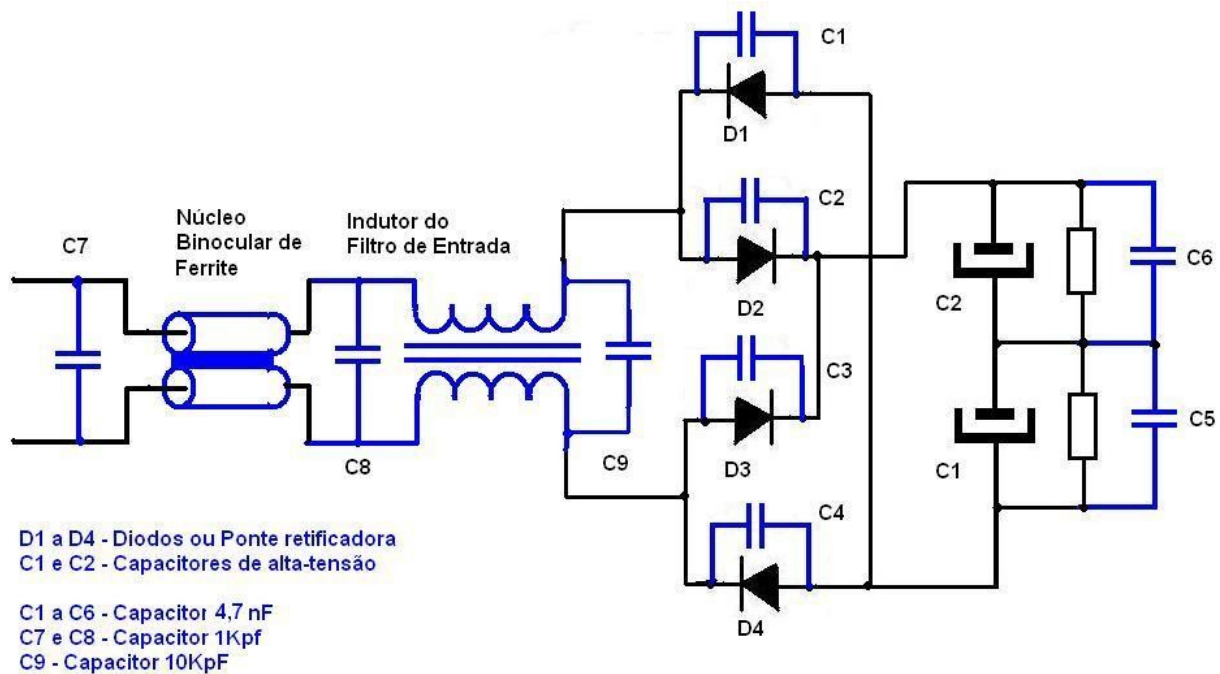 C1
D1
C2
D2
C3
D3
C4
D4
C7
Núcleo
Binocular de
Ferrite
Indutor do
Filtro de Entrada
C8
C9
C2
C6
C1
C5
D1 a D4 - Diodos ou Ponte retificadora
C1 e C2 - Capacitores de alta-tensão
C1 a C6 - Capacitor 4,7 nF
C7 e C8 - Capacitor 1Kpf
C9 - Capacitor 10KpF